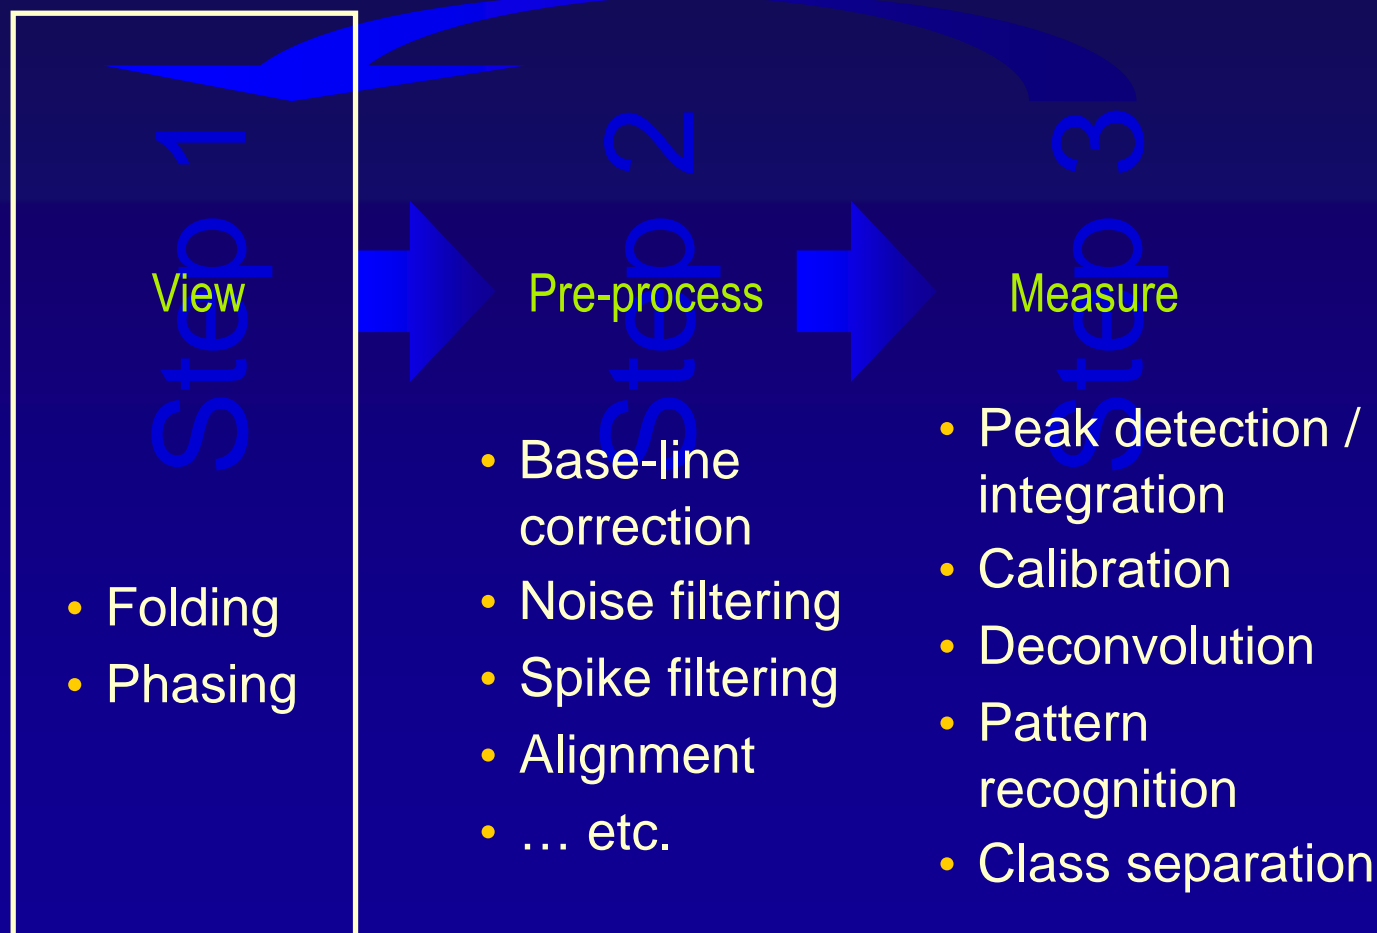 Step 1
View
• Folding
• Phasing
Step 2
Pre-process
• Base-line
correction
• Noise filtering
• Spike filtering
• Alignment
• … etc.
Step 3
Measure
• Peak detection /
integration
• Calibration
• Deconvolution
• Pattern
recognition
• Class separation